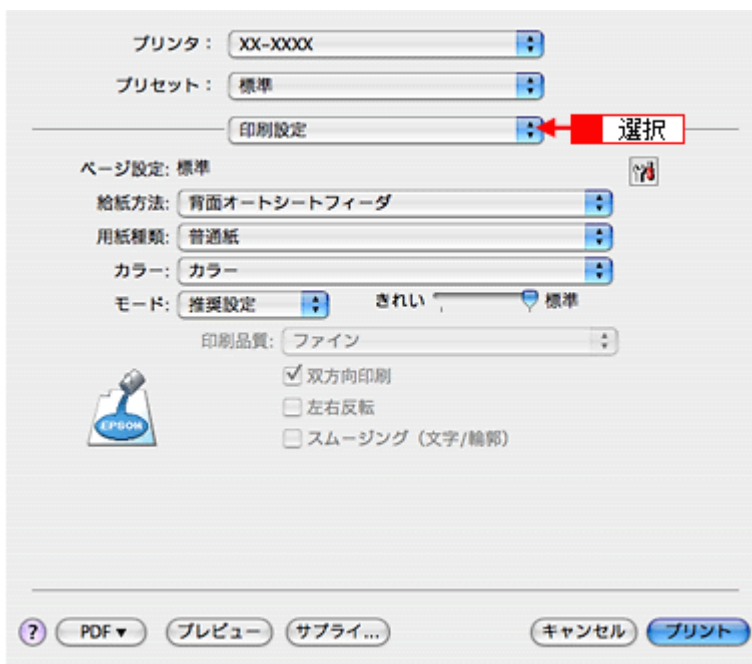 プリンタ： XX-XXXX
プリセット： 標準
印刷設定 選択
ページ設定: 標準
給紙方法: 背面オートシートフィーダ
用紙種類: 普通紙
カラー: カラー
モード: 推奨設定 きれい 標準
印刷品質: ファイン
双方向印刷
左右反転
EPSON
スムージング（文字/輪郭）
? PDF▼ プレビュー サプライ... キャンセル プリント